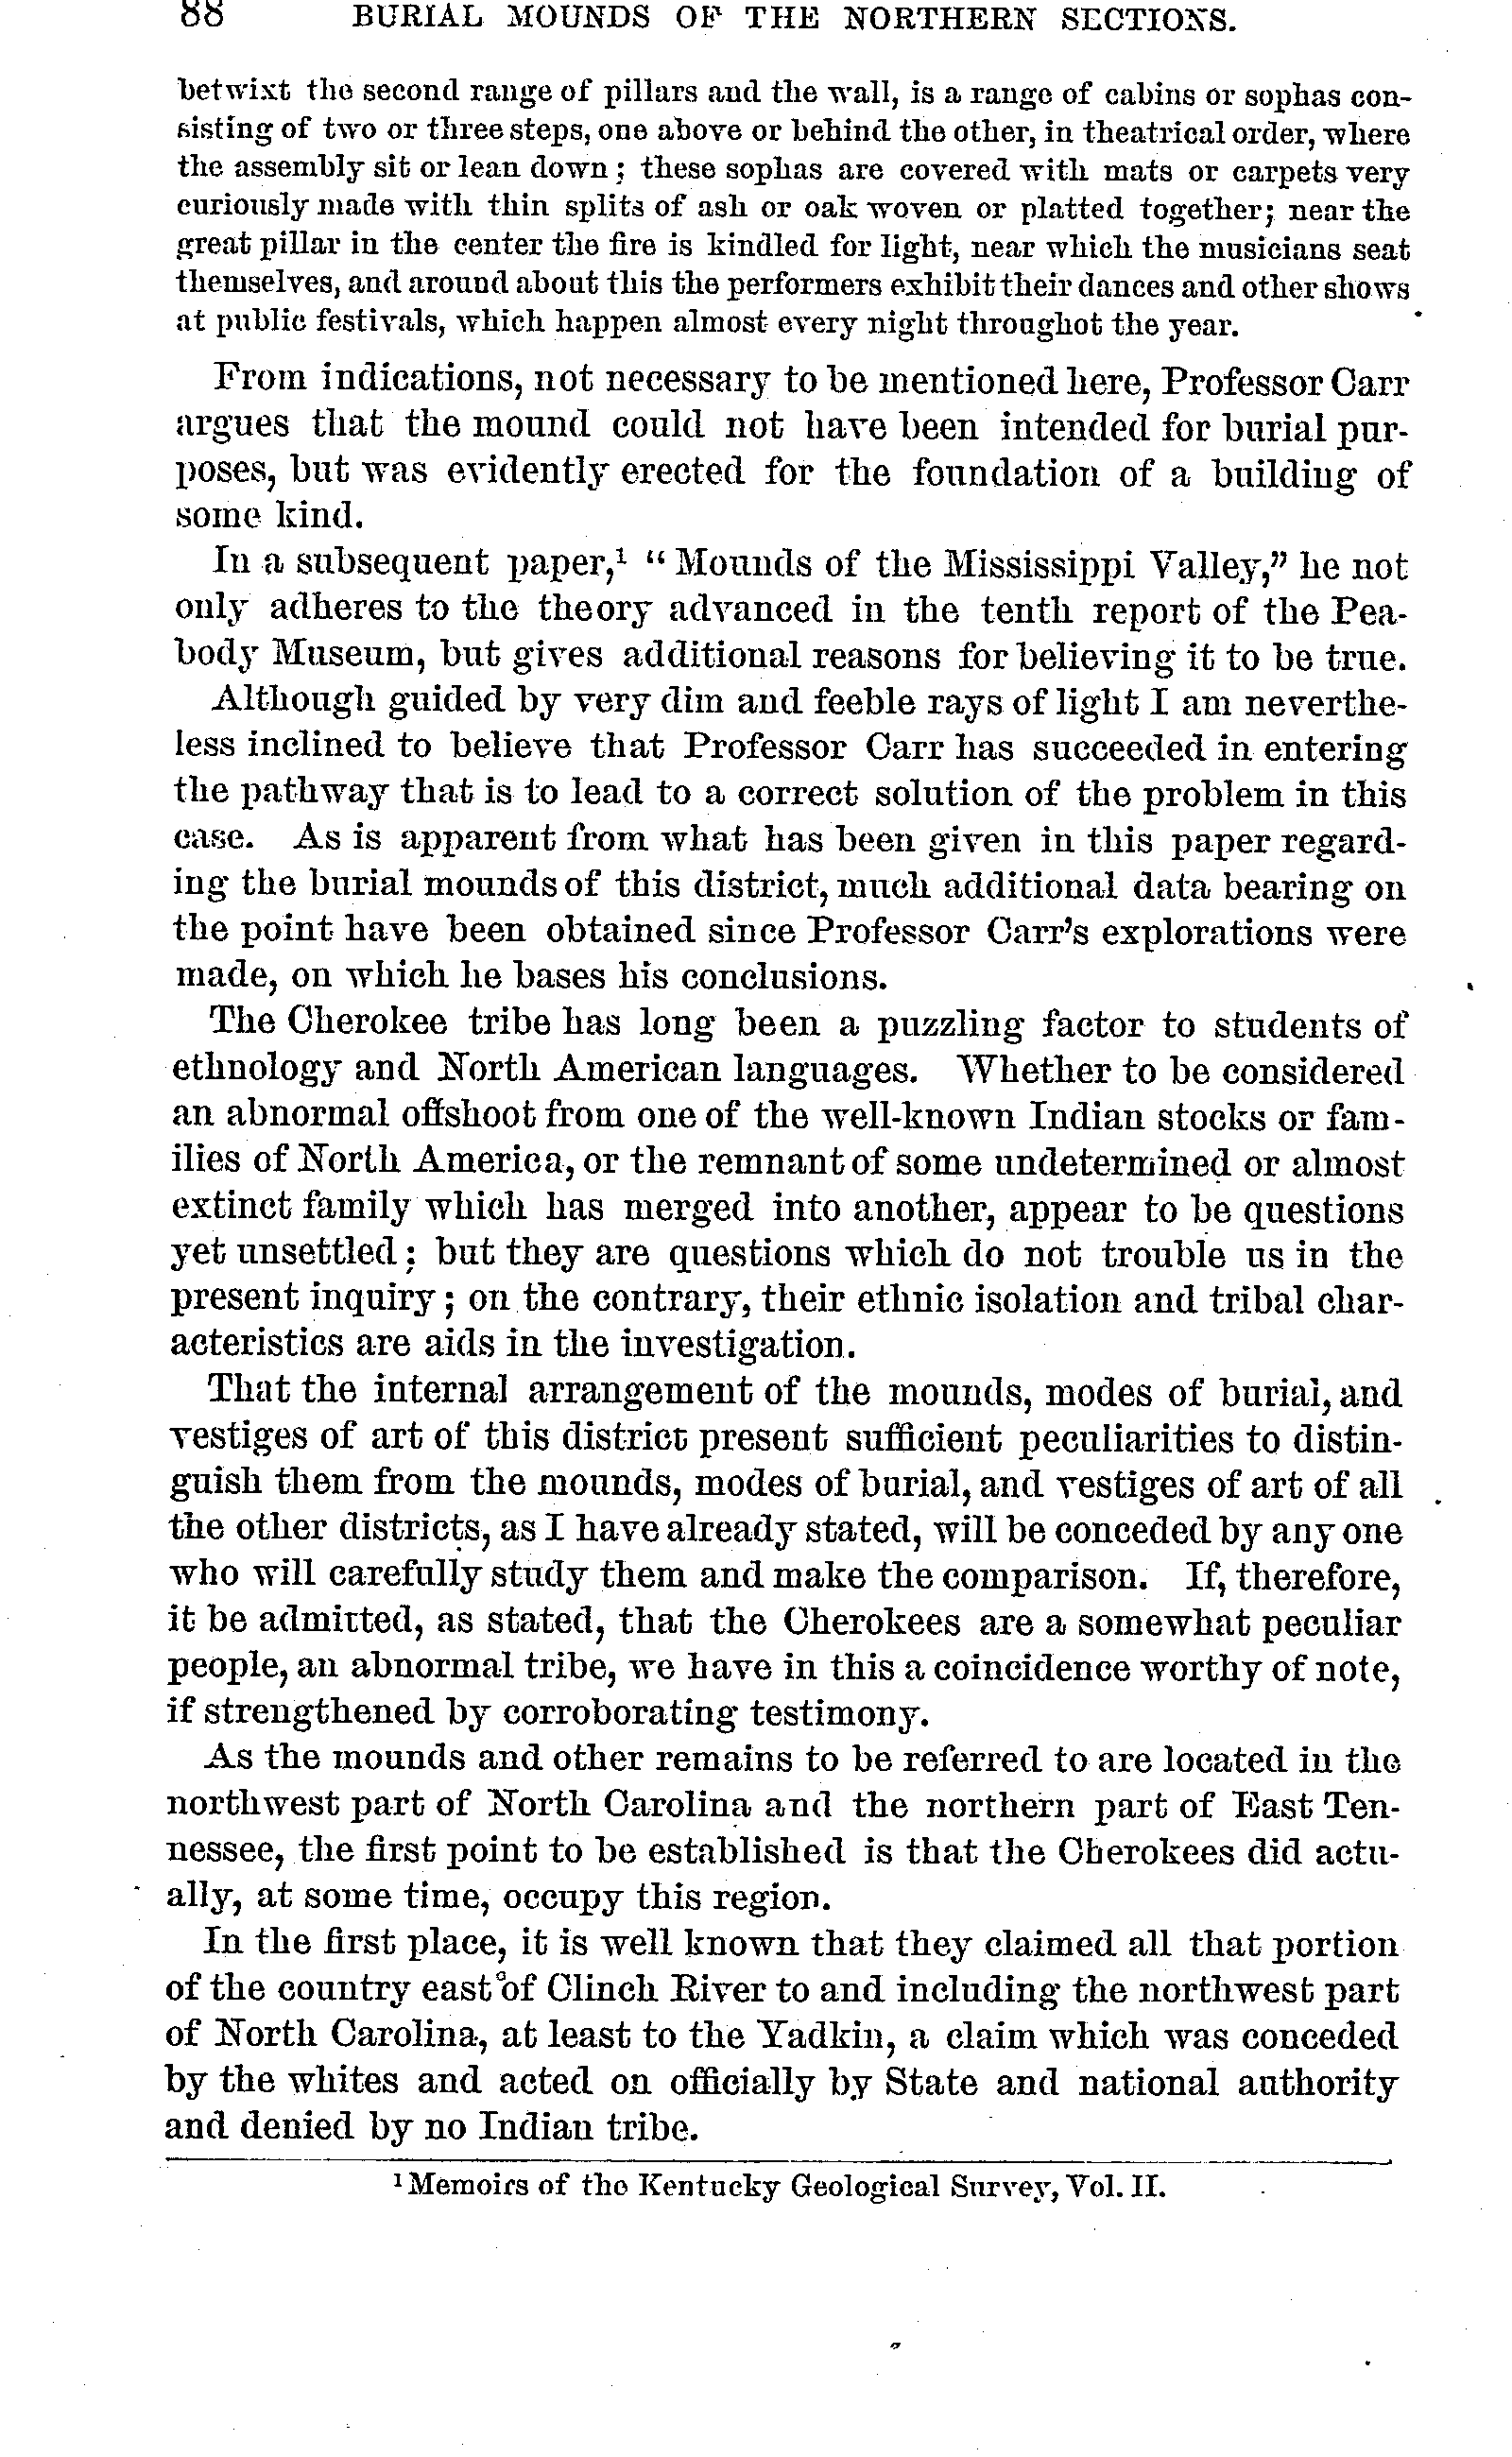 88 BURIAL MOUNDS OF THE NORTHERN SECTIONS.
betwixt the second range of pillars and the wall, is a range of cabins or sophas con-
sisting of two or three steps, one above or behind the other, in theatrical order, where
the assembly sit or lean down; these sophas are covered with mats or carpets very
curiously made with thin splits of ash or oak woven or platted together; near the
great pillar in the center the fire is kindled for light, near which the musicians seat
themselves, and around about this the performers exhibit their dances and other shows
at public festivals, which happen almost every night throughot the year.
From indications, not necessary to be mentioned here, Professor Carr
argues that the mound could not have been intended for burial pur-
poses, but was evidently erected for the foundation of a building of
some kind.
In a subsequent paper,¹ “Mounds of the Mississippi Valley,” he not
only adheres to the theory advanced in the tenth report of the Pea-
body Museum, but gives additional reasons for believing it to be true.
Although guided by very dim and feeble rays of light I am neverthe-
less inclined to believe that Professor Carr has succeeded in entering
the pathway that is to lead to a correct solution of the problem in this
case. As is apparent from what has been given in this paper regard-
ing the burial mounds of this district, much additional data bearing on
the point have been obtained since Professor Carr's explorations were
made, on which he bases his conclusions.
The Cherokee tribe has long been a puzzling factor to students of
ethnology and North American languages. Whether to be considered
an abnormal offshoot from one of the well-known Indian stocks or fam-
ilies of North America, or the remnant of some undetermined or almost
extinct family which has merged into another, appear to be questions
yet unsettled; but they are questions which do not trouble us in the
present inquiry; on the contrary, their ethnic isolation and tribal char-
acteristics are aids in the investigation.
That the internal arrangement of the mounds, modes of burial, and
vestiges of art of this district present sufficient peculiarities to distin-
guish them from the mounds, modes of burial, and vestiges of art of all
the other districts, as I have already stated, will be conceded by any one
who will carefully study them and make the comparison. If, therefore,
it be admitted, as stated, that the Cherokees are a somewhat peculiar
people, an abnormal tribe, we have in this a coincidence worthy of note,
if strengthened by corroborating testimony.
As the mounds and other remains to be referred to are located in the
northwest part of North Carolina and the northern part of East Ten-
nessee, the first point to be established is that the Cherokees did actu-
ally, at some time, occupy this region.
In the first place, it is well known that they claimed all that portion
of the country east of Clinch River to and including the northwest part
of North Carolina, at least to the Yadkin, a claim which was conceded
by the whites and acted on officially by State and national authority
and denied by no Indian tribe.
¹Memoirs of the Kentucky Geological Survey, Vol. II.